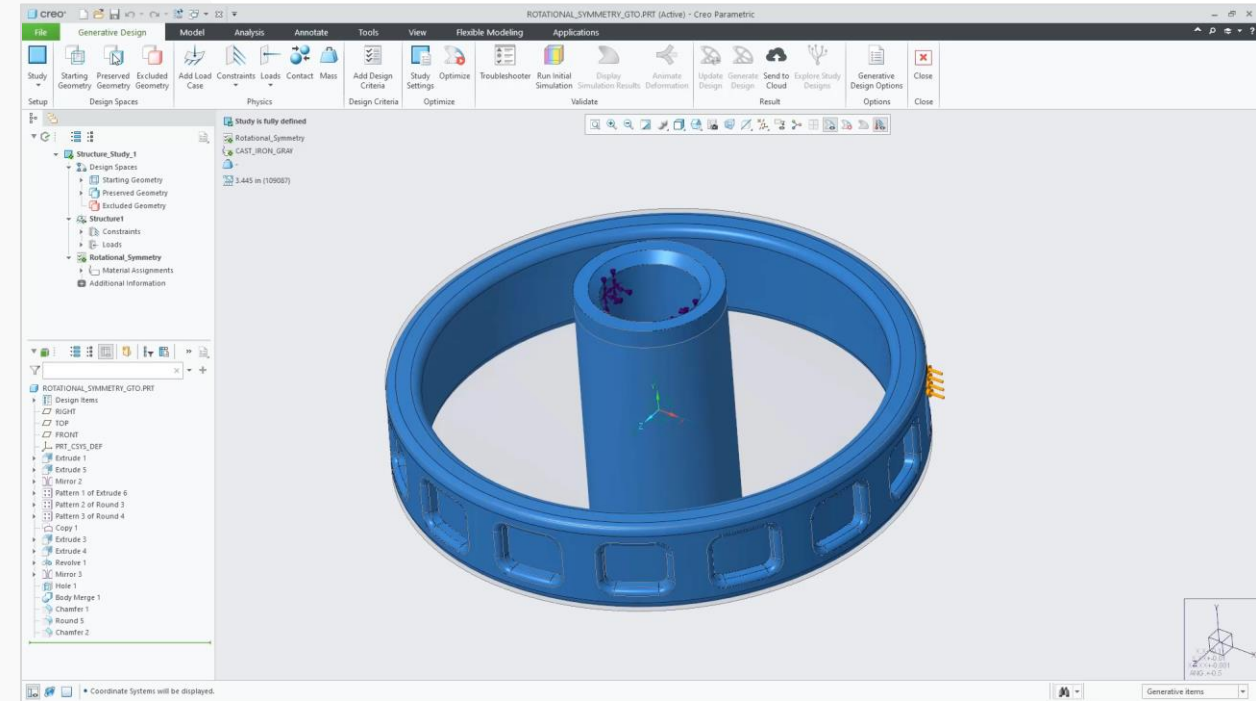 creo°
ROTATIONAL_SYMMETRY_GTO.PRT (Active) - Creo Parametric
File Generative Design Model Analysis Annotate Tools View Flexible Modeling Applications
Study Starting Geometry Preserved Geometry Excluded Geometry Add Load Case Constraints Loads Contact Mass Add Design Criteria Study Settings Optimize Troubleshooter Run Initial Simulation Display Simulation Results Animate Deformation Update Design Generate Design Send to Cloud Explore Study Designs Generative Design Options Close
Setup Design Spaces Physics Design Criteria Optimize Validate Result Options Close
Structure_Study_1
Design Spaces
Starting Geometry
Preserved Geometry
Excluded Geometry
Structure1
Constraints
Loads
Rotational_Symmetry
Material Assignments
Additional Information
Study is fully defined
Rotational_Symmetry
CAST_IRON_GRAY
-
3.445 in (109087)
ROTATIONAL_SYMMETRY_GTO.PRT
Design Items
RIGHT
TOP
FRONT
PRT_CSYS_DEF
Extrude 1
Extrude 5
Mirror 2
Pattern 1 of Extrude 6
Pattern 2 of Round 3
Pattern 3 of Round 4
Copy 1
Extrude 3
Extrude 4
Revolve 1
Mirror 3
Hole 1
Body Merge 1
Chamfer 1
Round 5
Chamfer 2
Y
Z
Y
X
Z
• Coordinate Systems will be displayed.
Generative items